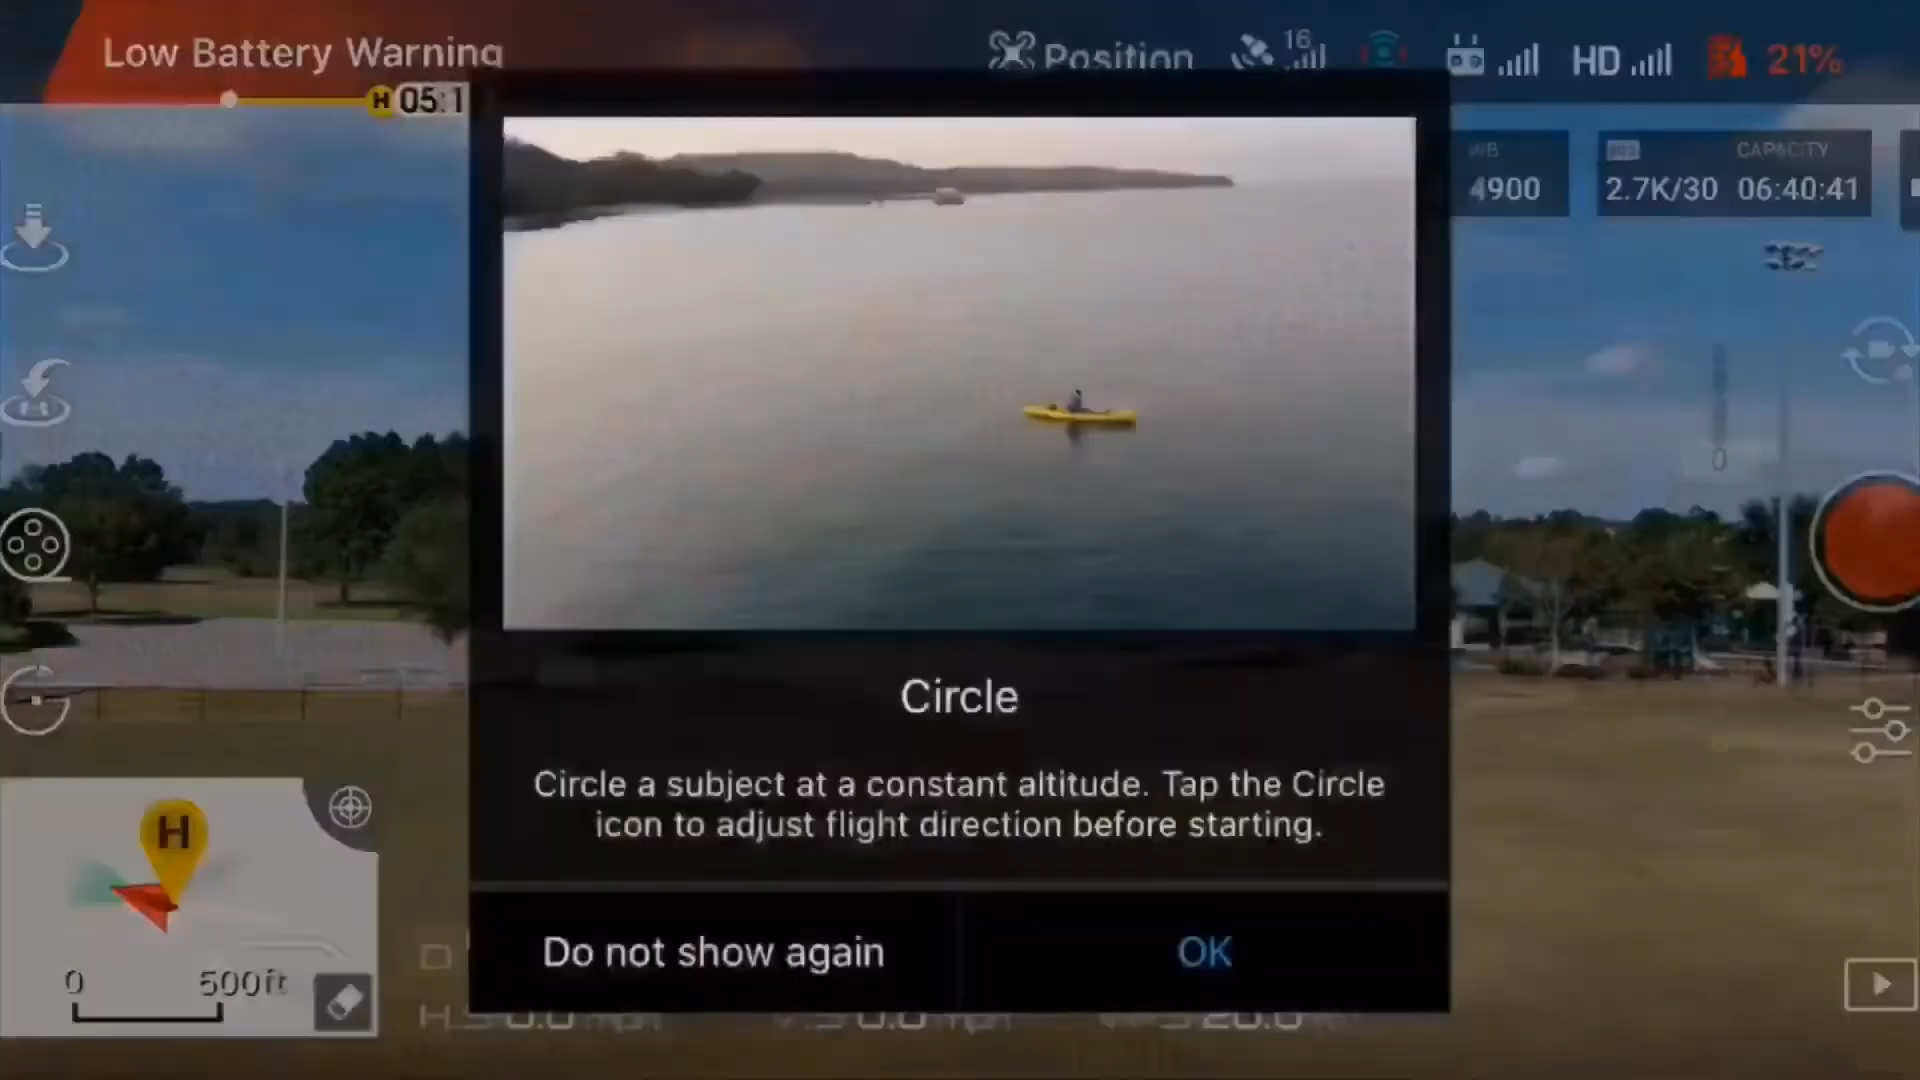 Low Battery Warning
Position
16
HD
21%
H
05:1
WB
4900
CAPACITY
2.7K/30 06:40:41
0
Circle
Circle a subject at a constant altitude. Tap the Circle
icon to adjust flight direction before starting.
Do not show again
OK
H
0 500ft